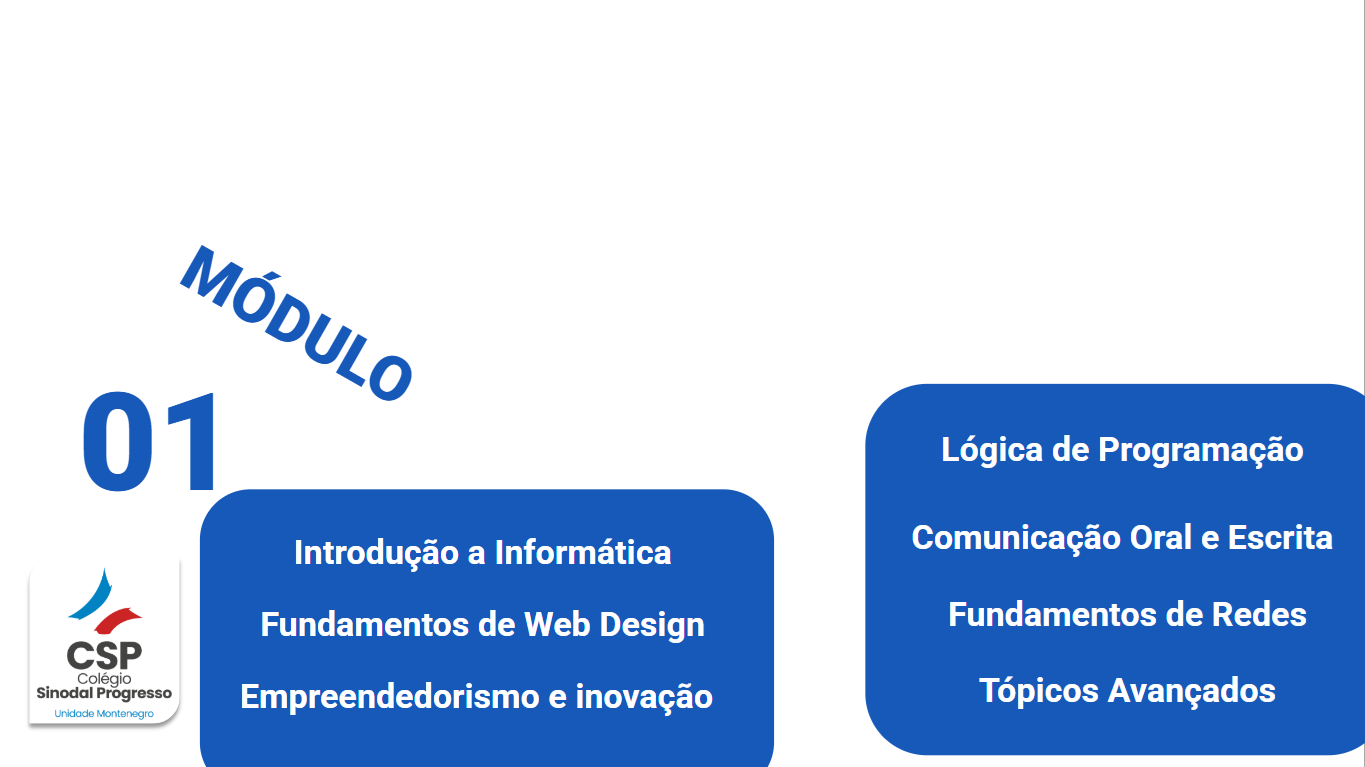 MÓDULO
01
Introdução a Informática
Fundamentos de Web Design
Empreendedorismo e inovação
Lógica de Programação
Comunicação Oral e Escrita
Fundamentos de Redes
Tópicos Avançados
CSP
Colégio
Sinodal Progresso
Unidade Montenegro